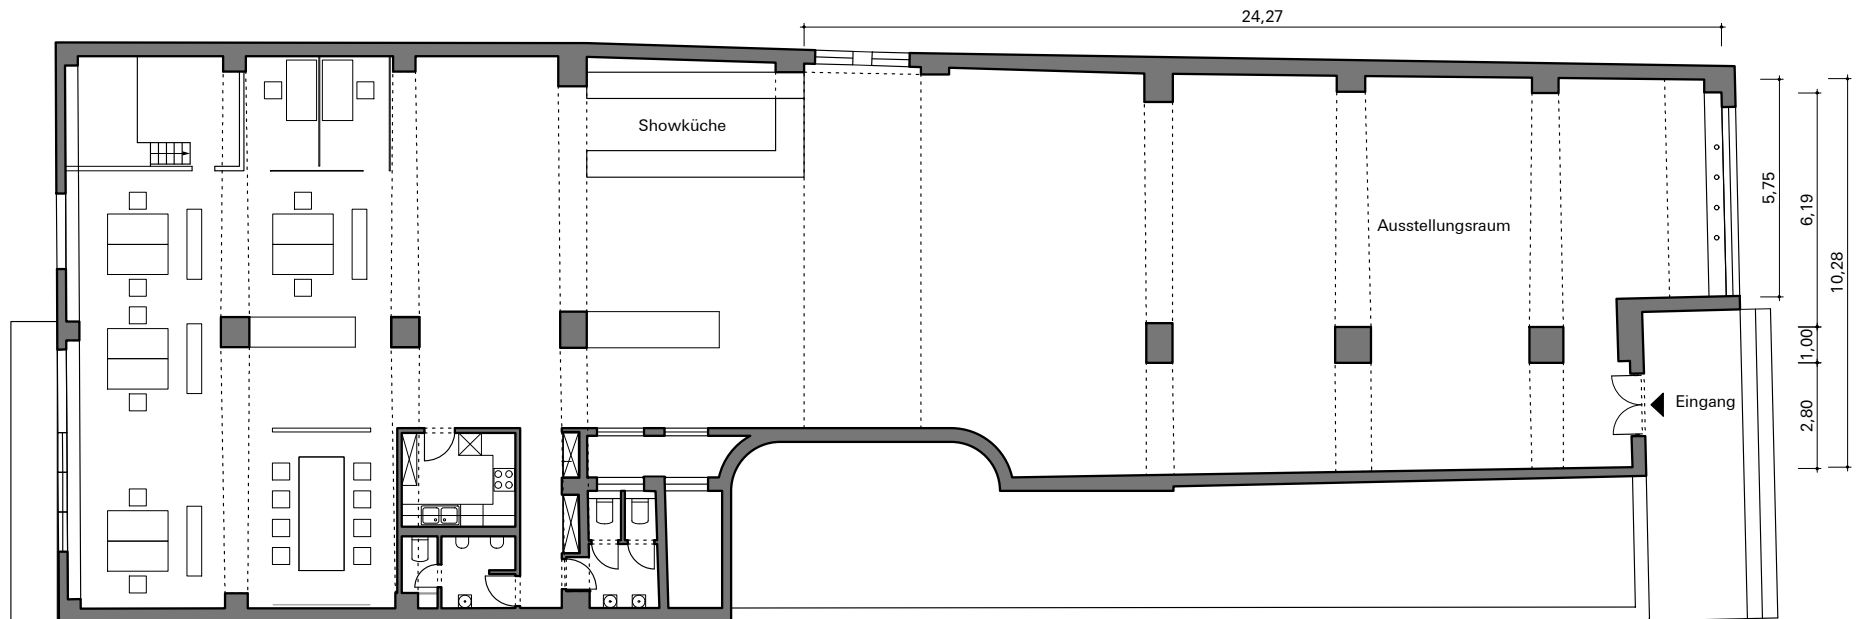 24,27
Showküche
Ausstellungsraum
5,75
6,19
10,28
1,00
2,80
Eingang